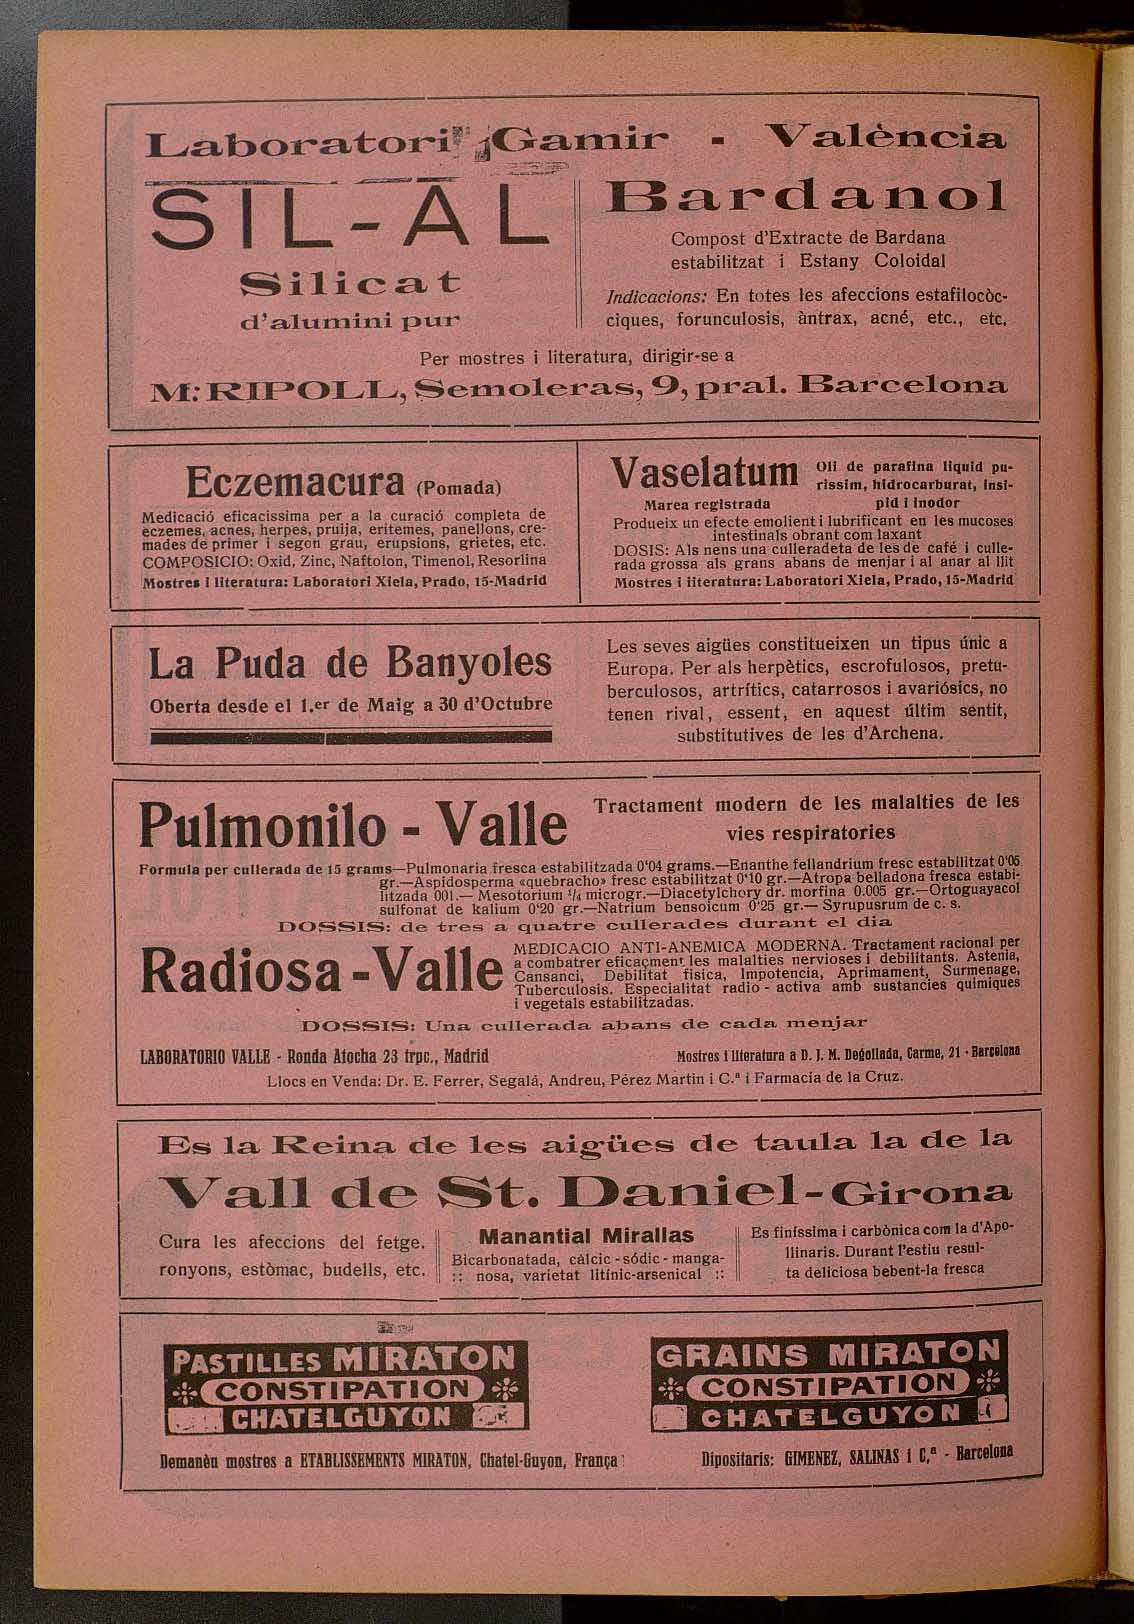 Laboratori Gamir - València
SIL-AL
Silicat
d'alumini pur
Bardanol
Compost d'Extracte de Bardana
estabilitzat i Estany Coloidal
Indicacions: En totes les afeccions estafilocòc-
ciques, forunculosis, àntrax, acné, etc., etc.
Per mostres i literatura, dirigir-se a
M. RIPOLL, Semoleras, 9, pral. Barcelona
Eczemacura (Pomada)
Medicació eficacissima per a la curació completa de
eczemes, acnes, herpes, pruija, eritemes, panellons, cre-
mades de primer i segon grau, erupsions, grietes, etc.
COMPOSICIO: Oxid, Zinc, Naftolon, Timenol, Resorlina
Mostres i literatura: Laboratori Xiela, Prado, 15-Madrid
Vaselatum
Marea registrada
Oli de parafina liquid pu-
rissim, hidrocarburat, insi-
pid i inodor
Produeix un efecte emolient i lubrificant en les mucoses
intestinals obrant com laxant
DOSIS: Als nens una culleradeta de les de café i culle-
rada grossa als grans abans de menjar i al anar al llit
Mostres i literatura: Laboratori Xiela, Prado, 15-Madrid
La Puda de Banyoles
Oberta desde el 1.er de Maig a 30 d'Octubre
Les seves aigües constitueixen un tipus únic a
Europa. Per als herpètics, escrofulosos, pretu-
berculosos, artrítics, catarrosos i avariósics, no
tenen rival, essent, en aquest últim sentit,
substitutives de les d'Archena.
Pulmonilo - Valle
Tractament modern de les malalties de les
vies respiratories
Formula per cullerada de 15 grams—Pulmonaria fresca estabilitzada 0'04 grams.—Enanthe fellandrium fresc estabilitzat 0'05
gr.—Aspidosperma «quebracho» fresc estabilitzat 0'10 gr.—Atropa belladona fresca estabi-
litzada 001.— Mesotorium ¼ microgr.—Diacetylchory dr. morfina 0.005 gr.—Ortoguayacol
sulfonat de kalium 0'20 gr.—Natrium bensoicum 0'25 gr.— Syrupusrum de c. s.
DOSSIS: de tres a quatre cullerades durant el dia
Radiosa - Valle
MEDICACIO ANTI-ANEMICA MODERNA. Tractament racional per
a combatrer eficaçment les malalties nervioses i debilitants. Astenia,
Cansanci, Debilitat fisica, Impotencia, Aprimament, Surmenage,
Tuberculosis. Especialitat radio - activa amb sustancies quimiques
i vegetals estabilitzadas.
DOSSIS: Una cullerada abans de cada menjar
LABORATORIO VALLE - Ronda Atocha 23 trpc., Madrid
Mostres i literatura a D. J. M. Degollada, Carme, 21 - Barcelona
Llocs en Venda: Dr. E. Ferrer, Segalá, Andreu, Pérez Martin i C.ª i Farmacia de la Cruz.
Es la Reina de les aigües de taula la de la
Vall de St. Daniel-Girona
Cura les afeccions del fetge,
ronyons, estòmac, budells, etc.
Manantial Mirallas
Bicarbonatada, càlcic - sódic - manga-
:: nosa, varietat litínic-arsenical ::
Es finíssima i carbònica com la d'Apo-
llinaris. Durant l'estiu resul-
ta deliciosa bebent-la fresca
PASTILLES MIRATON
CONSTIPATION
CHATELGUYON
GRAINS MIRATON
CONSTIPATION
CHATELGUYON
Demanèu mostres a ETABLISSEMENTS MIRATON, Chatel-Guyon, França
Dipositaris: GIMENEZ, SALINAS i C.ª - Barcelona